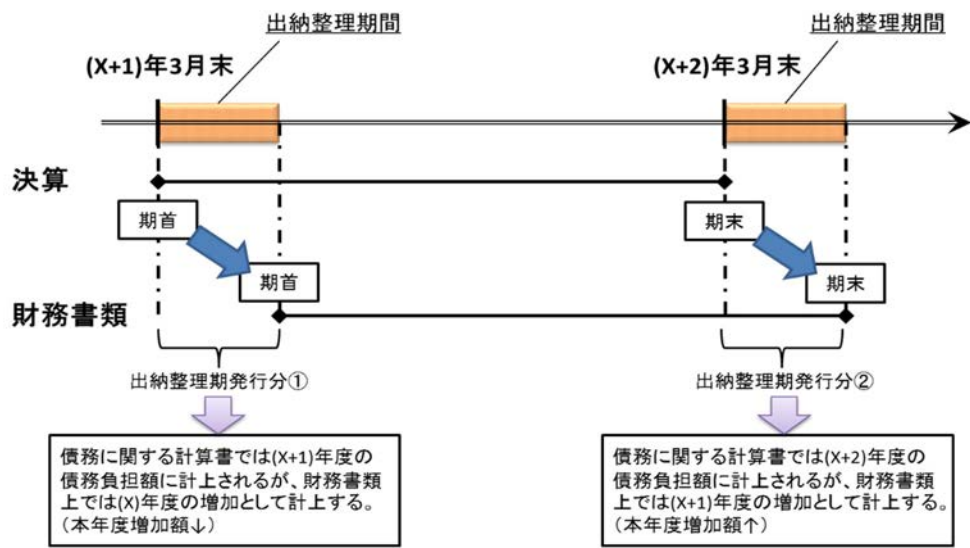 出納整理期間
出納整理期間
(X+1)年3月末
(X+2)年3月末
決算
期首
期末
期首
期末
財務書類
出納整理期発行分①
出納整理期発行分②
債務に関する計算書では(X+1)年度の
債務負担額に計上されるが、財務書類
上では(X)年度の増加として計上する。
（本年度増加額↓）
債務に関する計算書では(X+2)年度の
債務負担額に計上されるが、財務書類
上では(X+1)年度の増加として計上する。
（本年度増加額↑）